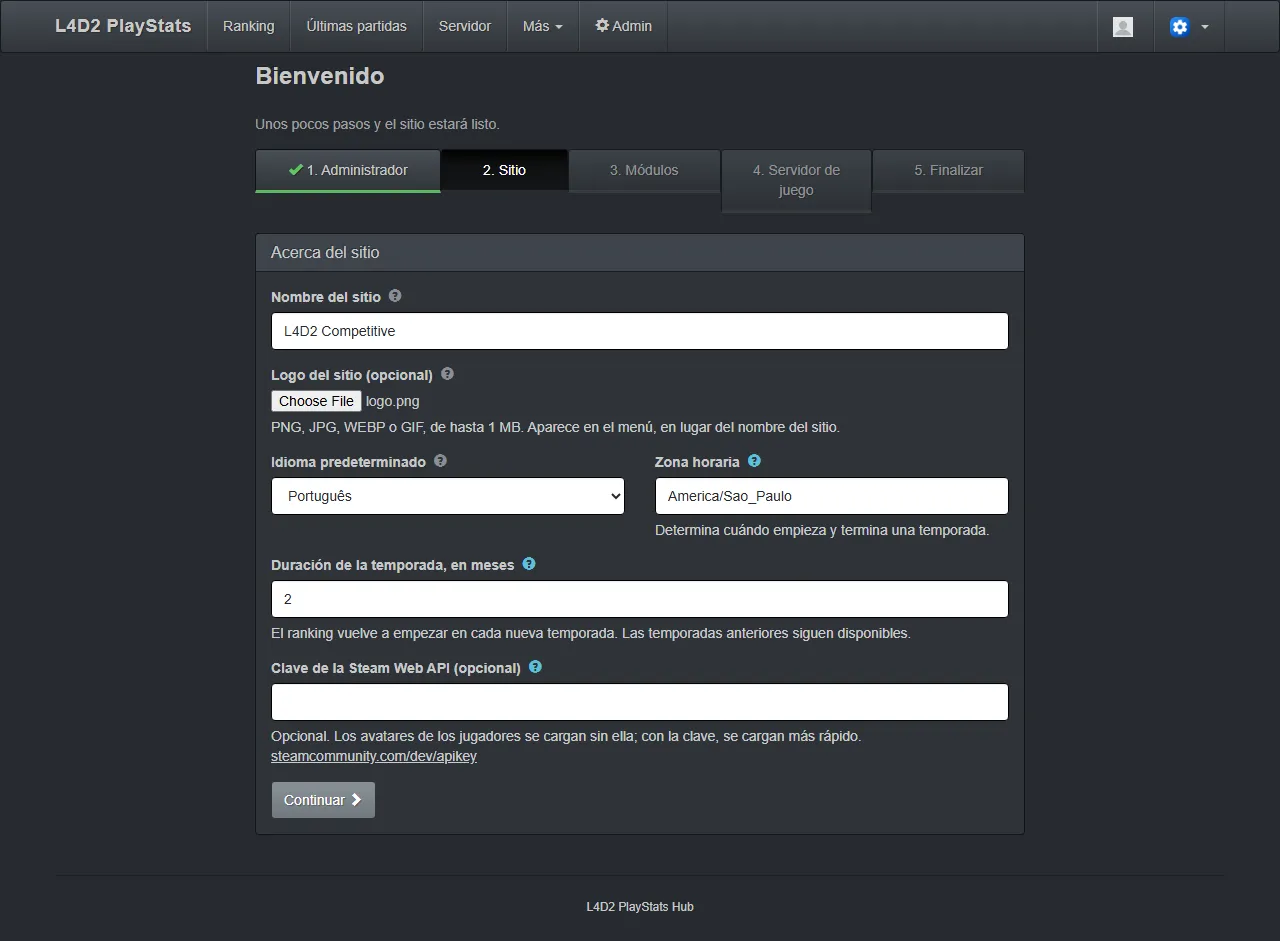 L4D2 PlayStats
Ranking
Últimas partidas
Servidor
Más
Admin
Bienvenido
Unos pocos pasos y el sitio estará listo.
1. Administrador
2. Sitio
3. Módulos
4. Servidor de
juego
5. Finalizar
Acerca del sitio
Nombre del sitio
L4D2 Competitive
Logo del sitio (opcional)
Choose File logo.png
PNG, JPG, WEBP o GIF, de hasta 1 MB. Aparece en el menú, en lugar del nombre del sitio.
Idioma predeterminado
Português
Zona horaria
America/Sao_Paulo
Determina cuándo empieza y termina una temporada.
Duración de la temporada, en meses
2
El ranking vuelve a empezar en cada nueva temporada. Las temporadas anteriores siguen disponibles.
Clave de la Steam Web API (opcional)
Opcional. Los avatares de los jugadores se cargan sin ella; con la clave, se cargan más rápido.
steamcommunity.com/dev/apikey
Continuar
L4D2 PlayStats Hub